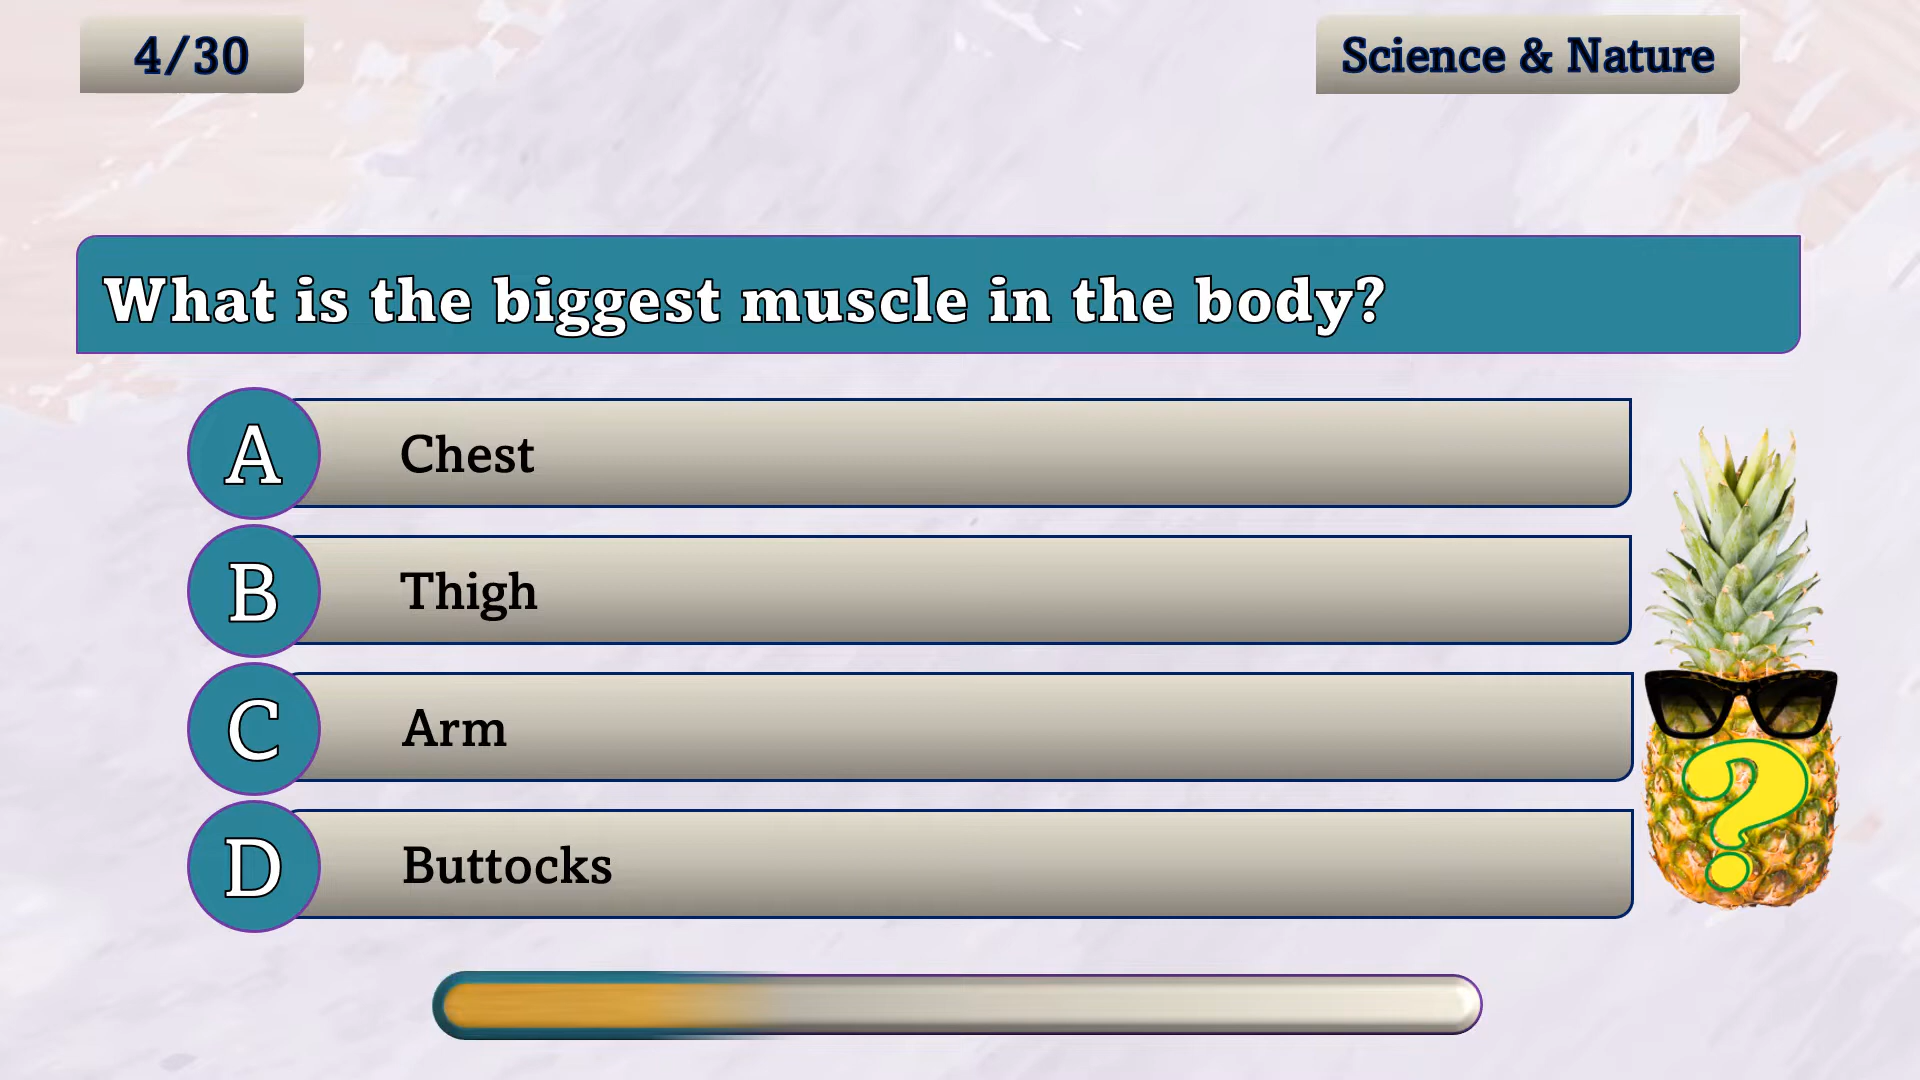 4/30
Science & Nature
What is the biggest muscle in the body?
A
Chest
B
Thigh
C
Arm
D
Buttocks
?